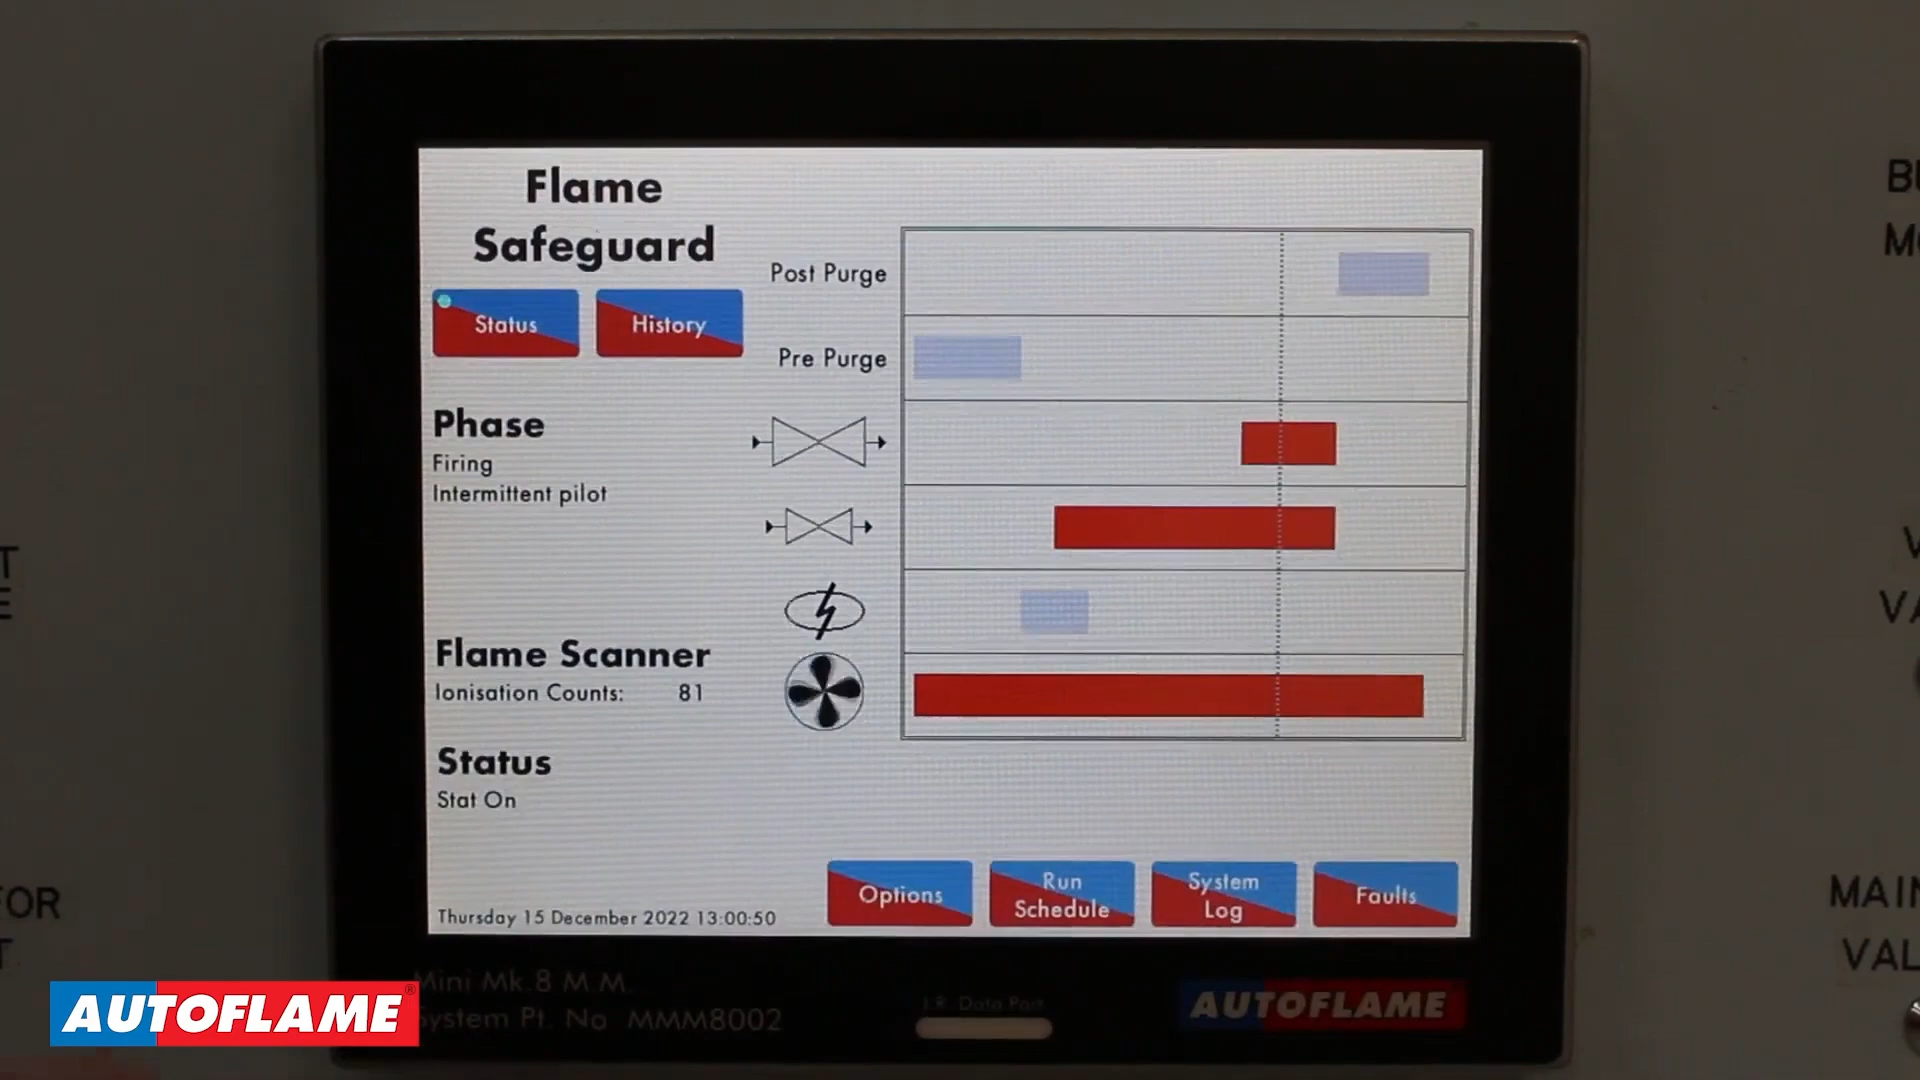 Flame
Safeguard
Status
History
Post Purge
Pre Purge
Phase
Firing
Intermittent pilot
Flame Scanner
Ionisation Counts: 81
Status
Stat On
Thursday 15 December 2022 13:00:50
Options
Run
Schedule
System
Log
Faults
Mini Mk.8 M.M.
System Pt. No MMM8002
I.R. Data Port
AUTOFLAME
AUTOFLAME®
FOR
MAIN